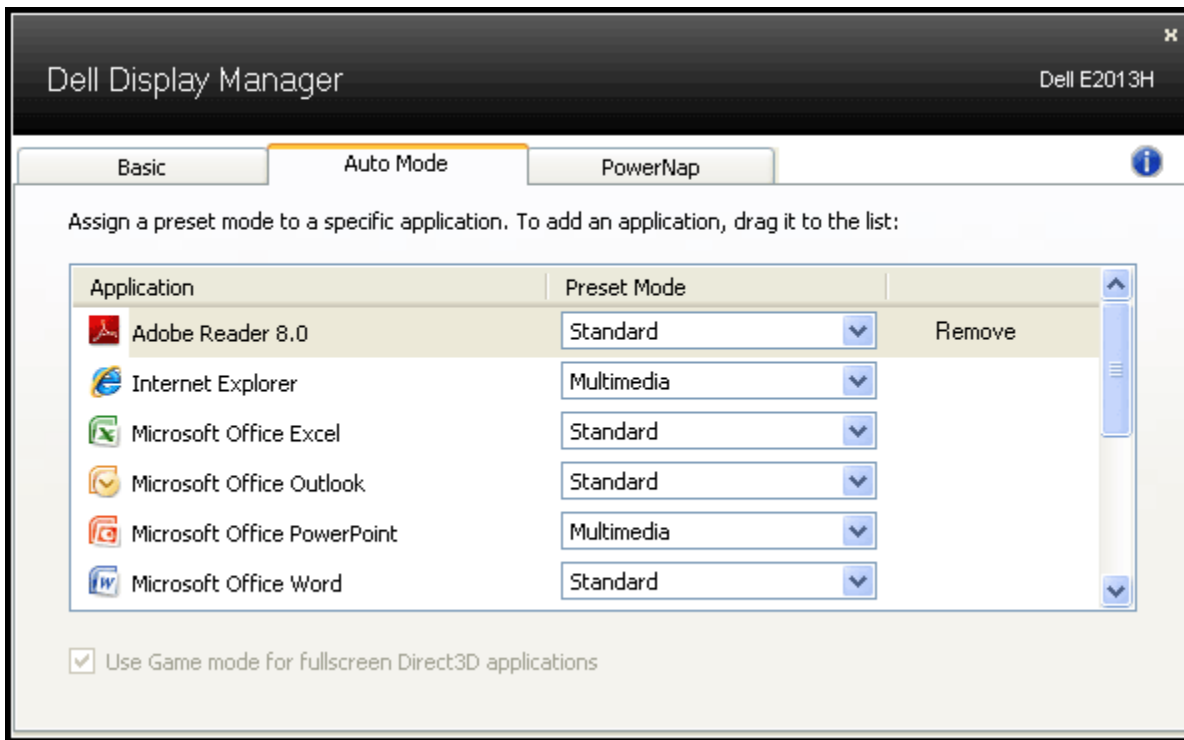 Dell Display Manager
Dell E2013H
Basic
Auto Mode
PowerNap
Assign a preset mode to a specific application. To add an application, drag it to the list:
Application Preset Mode
Adobe Reader 8.0 Standard Remove
Internet Explorer Multimedia
Microsoft Office Excel Standard
Microsoft Office Outlook Standard
Microsoft Office PowerPoint Multimedia
Microsoft Office Word Standard
Use Game mode for fullscreen Direct3D applications